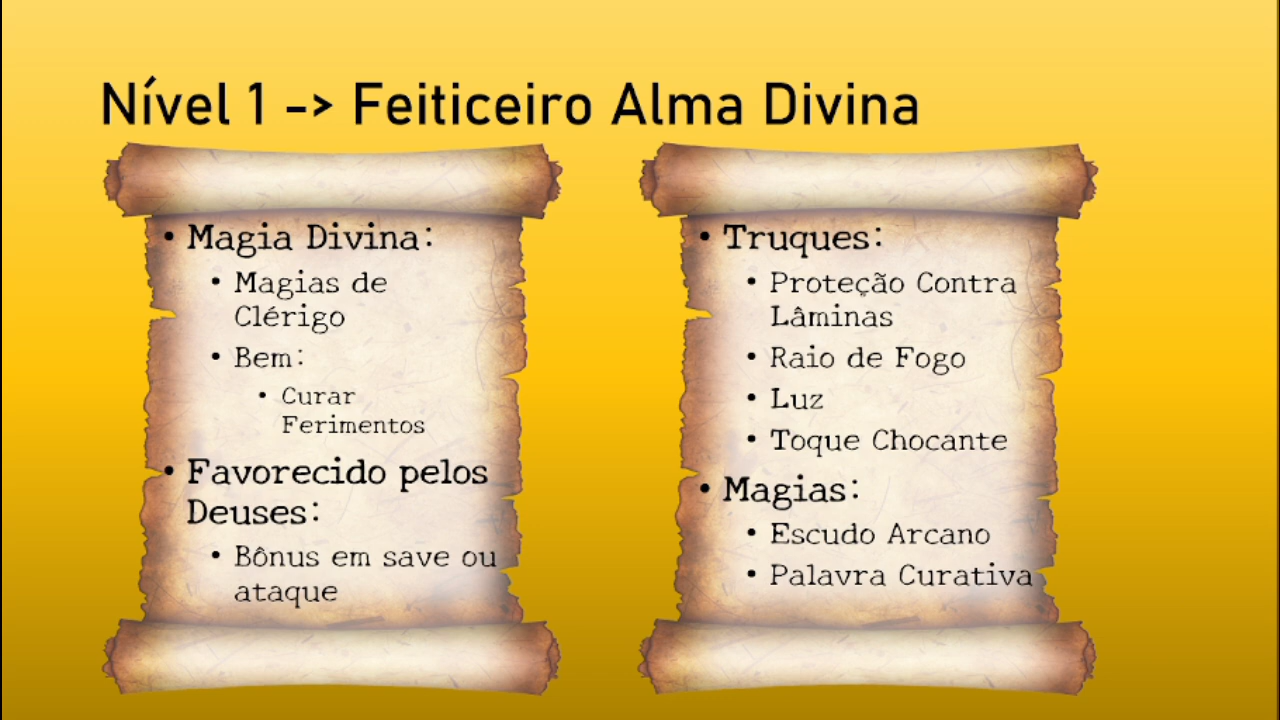 Nível 1 -> Feiticeiro Alma Divina
• Magia Divina:
• Magias de
Clérigo
• Bem:
• Curar
Ferimentos
• Favorecido pelos
Deuses:
• Bônus em save ou
ataque
• Truques:
• Proteção Contra
Lâminas
• Raio de Fogo
• Luz
• Toque Chocante
• Magias:
• Escudo Arcano
• Palavra Curativa